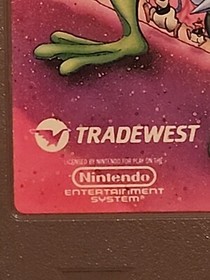 TRADEWEST
LICENSED BY NINTENDO FOR PLAY ON THE
Nintendo
ENTERTAINMENT
SYSTEM®